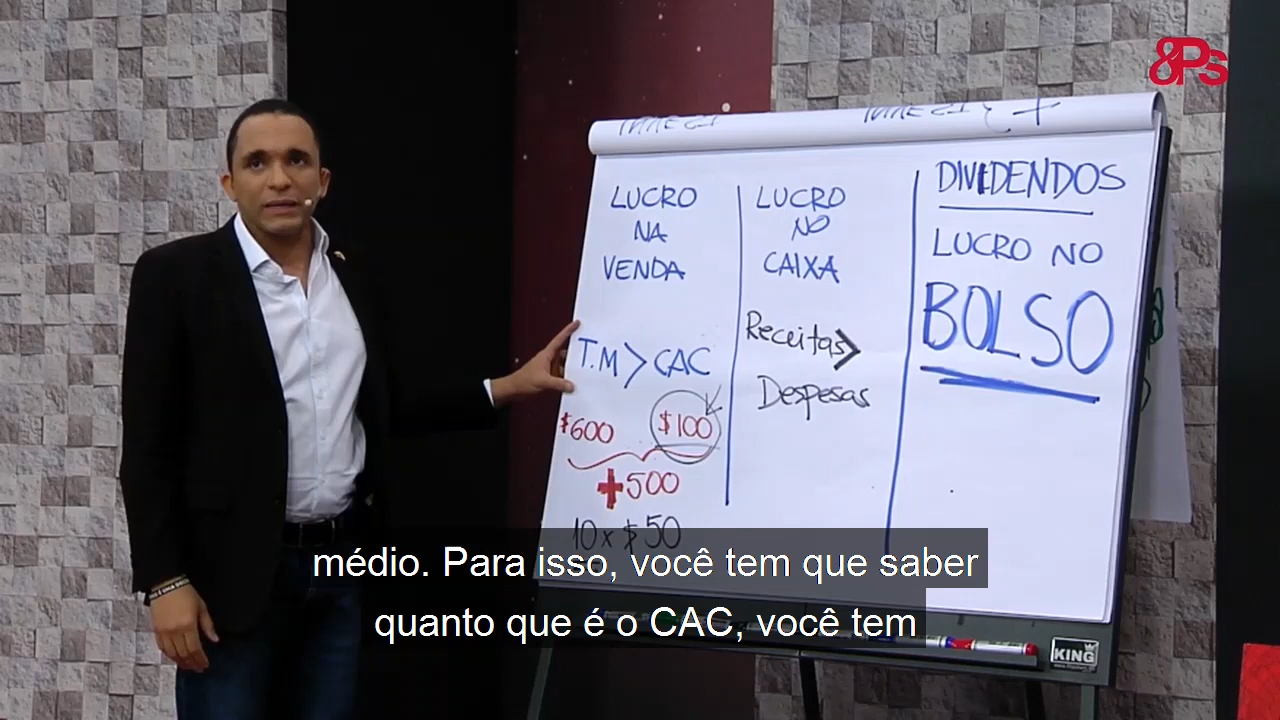 8Ps
LUCRO
NA
VENDA
T.M > CAC
$600
$100
+500
10 x $50
LUCRO
NO
CAIXA
Receitas>
Despesas
DIVIDENDOS
LUCRO NO
BOLSO
médio. Para isso, você tem que saber
quanto que é o CAC, você tem
KING